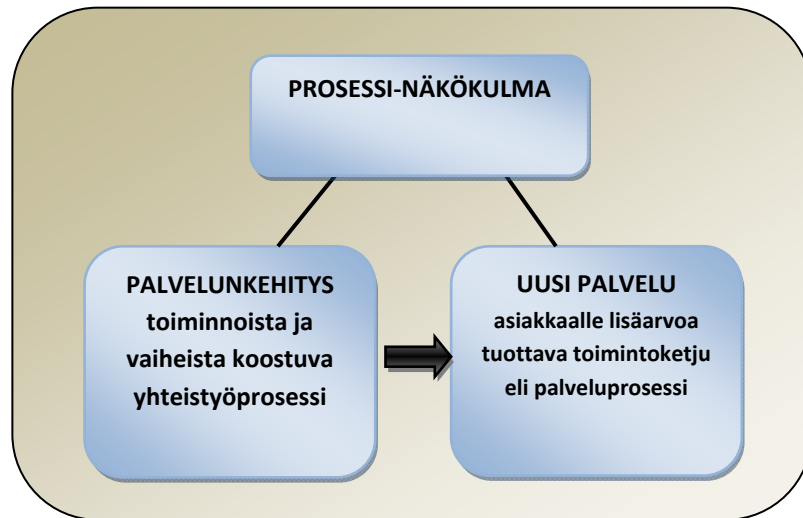 PROSESSI-NÄKÖKULMA
PALVELUNKEHITYS
toiminnoista ja
vaiheista koostuva
yhteistyöprosessi
UUSI PALVELU
asiakkaalle lisäarvoa
tuottava toimintoketju
eli palveluprosessi